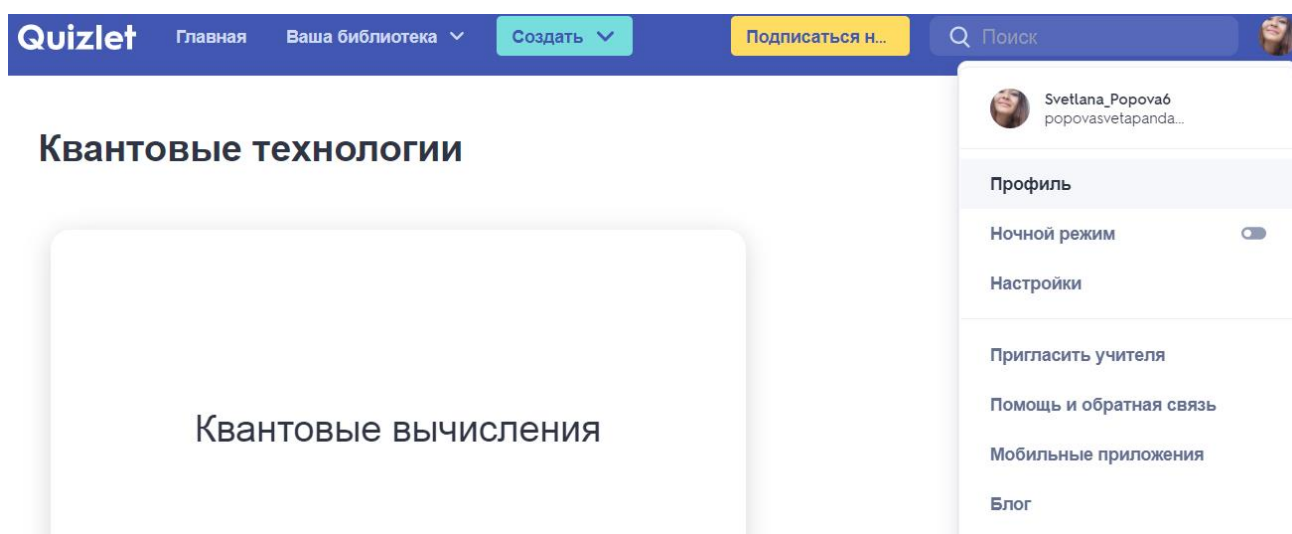 Quizlet Главная Ваша библиотека Создать Подписаться н... Поиск
Svetlana_Popova6
popovasvetapanda...
Квантовые технологии
Профиль
Ночной режим
Настройки
Пригласить учителя
Помощь и обратная связь
Квантовые вычисления
Мобильные приложения
Блог